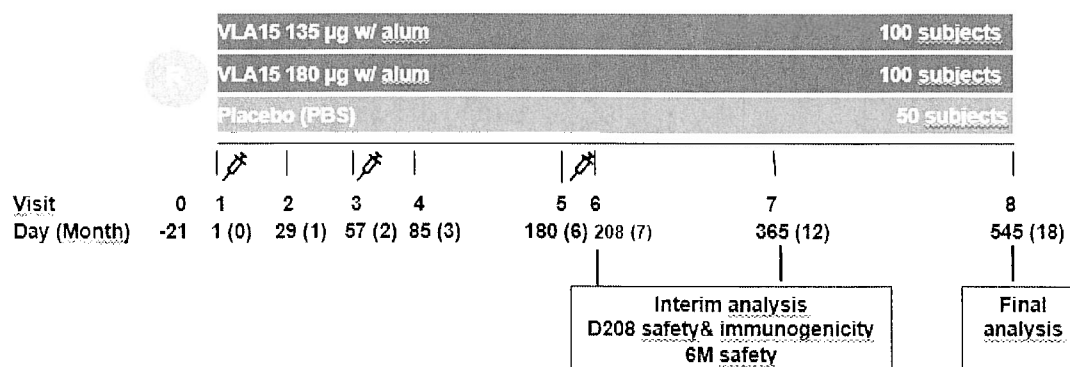 VLA15 135 µg w/ alum 100 subjects
R
VLA15 180 µg w/ alum 100 subjects
Placebo (PBS) 50 subjects
Visit 0 1 2 3 4 5 6 7 8
Day (Month) -21 1 (0) 29 (1) 57 (2) 85 (3) 180 (6) 208 (7) 365 (12) 545 (18)
Interim analysis
D208 safety& immunogenicity
6M safety
Final
analysis